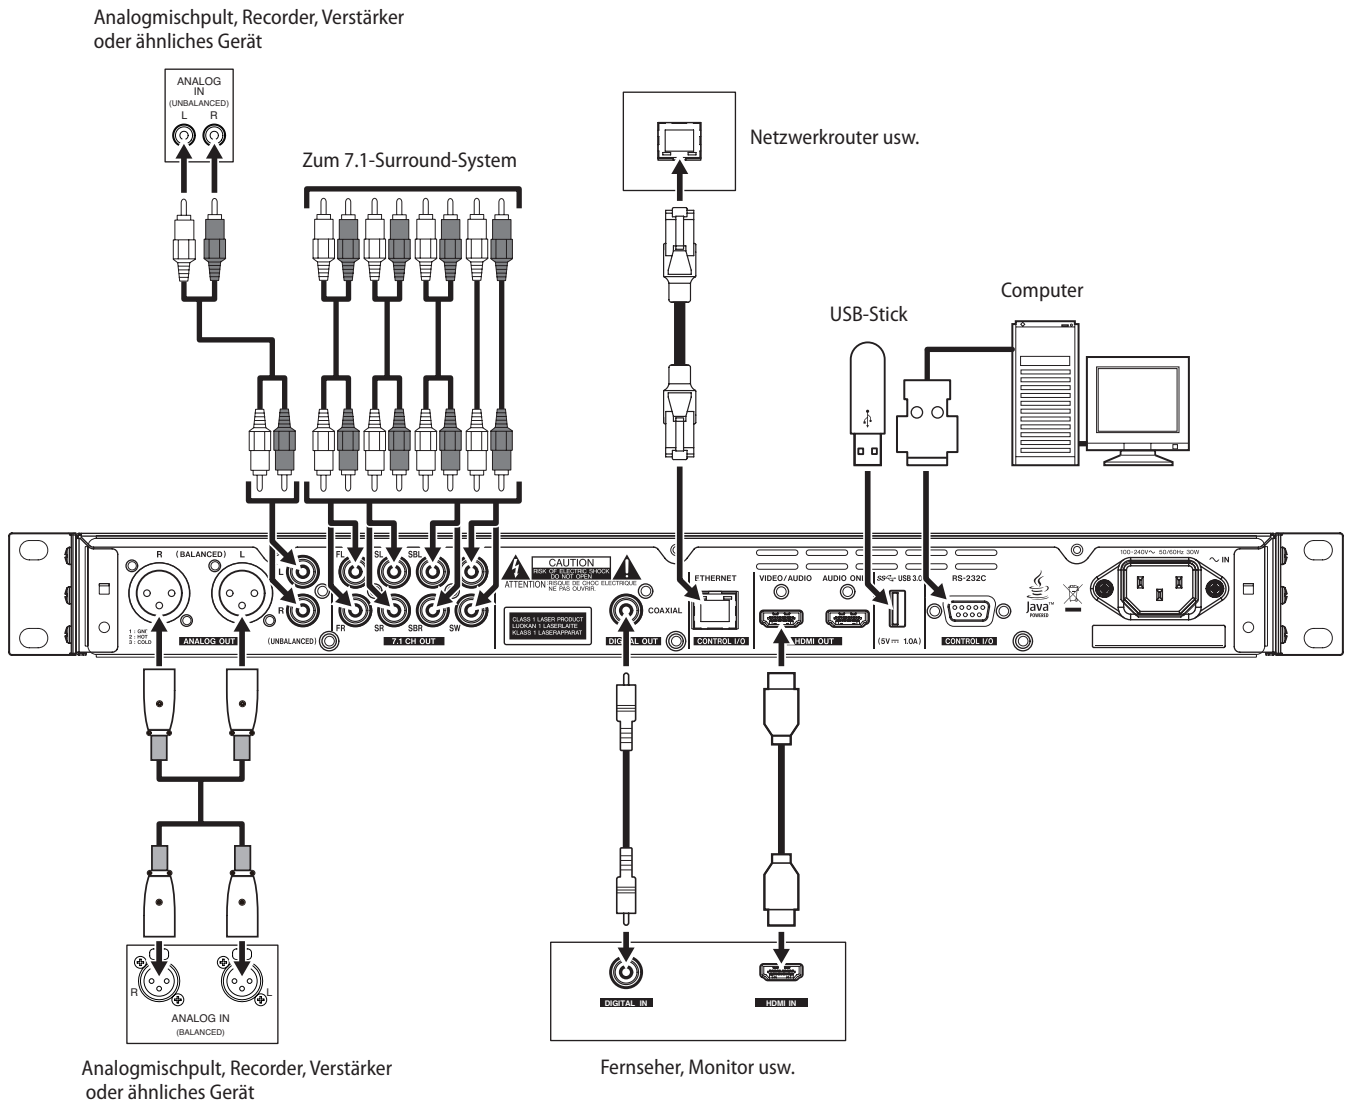 Analogmischpult, Recorder, Verstärker
oder ähnliches Gerät
ANALOG
IN
(UNBALANCED)
L R
Zum 7.1-Surround-System
Netzwerkrouter usw.
USB-Stick
Computer
R (BALANCED) L
1 : GNT
2 : HOT
3 : COLD
ANALOG OUT
L
R
(UNBALANCED)
FL SL SBL
FR SR SBR SW
7.1 CH OUT
CAUTION
RISK OF ELECTRIC SHOCK
DO NOT OPEN
ATTENTION RISQUE DE CHOC ELECTRIQUE
NE PAS OUVRIR.
CLASS 1 LASER PRODUCT
LUOKAN 1 LASERLAITE
KLASS 1 LASERAPPARAT
COAXIAL
DIGITAL OUT
ETHERNET
CONTROL I/O
VIDEO/AUDIO AUDIO ONLY
HDMI OUT
SS USB 3.0
(5V 1.0A)
RS-232C
CONTROL I/O
Java™
POWERED
100-240V~ 50/60Hz 30W
~ IN
R L
ANALOG IN
(BALANCED)
Analogmischpult, Recorder, Verstärker
oder ähnliches Gerät
DIGITAL IN
HDMI IN
Fernseher, Monitor usw.